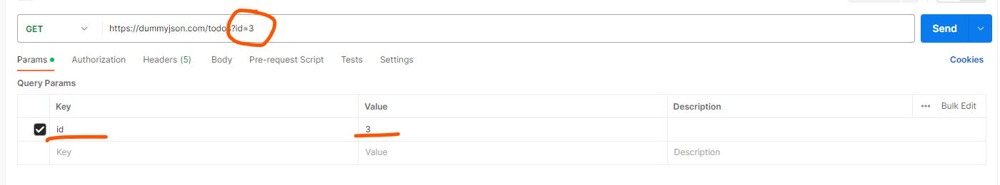 GET https://dummyjson.com/todos?id=3 Send
Params Authorization Headers (5) Body Pre-request Script Tests Settings Cookies
Query Params
Key Value Description Bulk Edit
id 3
Key Value Description